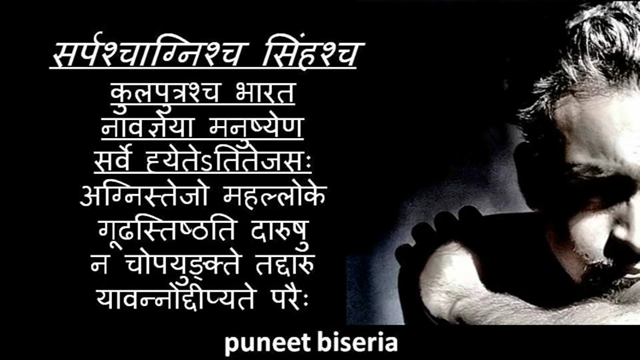 सर्पश्चाग्निश्च सिंहश्च
कुलपुत्रश्च भारत
नावज्ञेया मनुष्येण
सर्वे ह्येतेऽतितेजसः
अग्निस्तेजो महल्लोके
गूढस्तिष्ठति दारुषु
न चोपयुङ्क्ते तद्दारु
यावन्नोद्दीप्यते परैः
puneet biseria